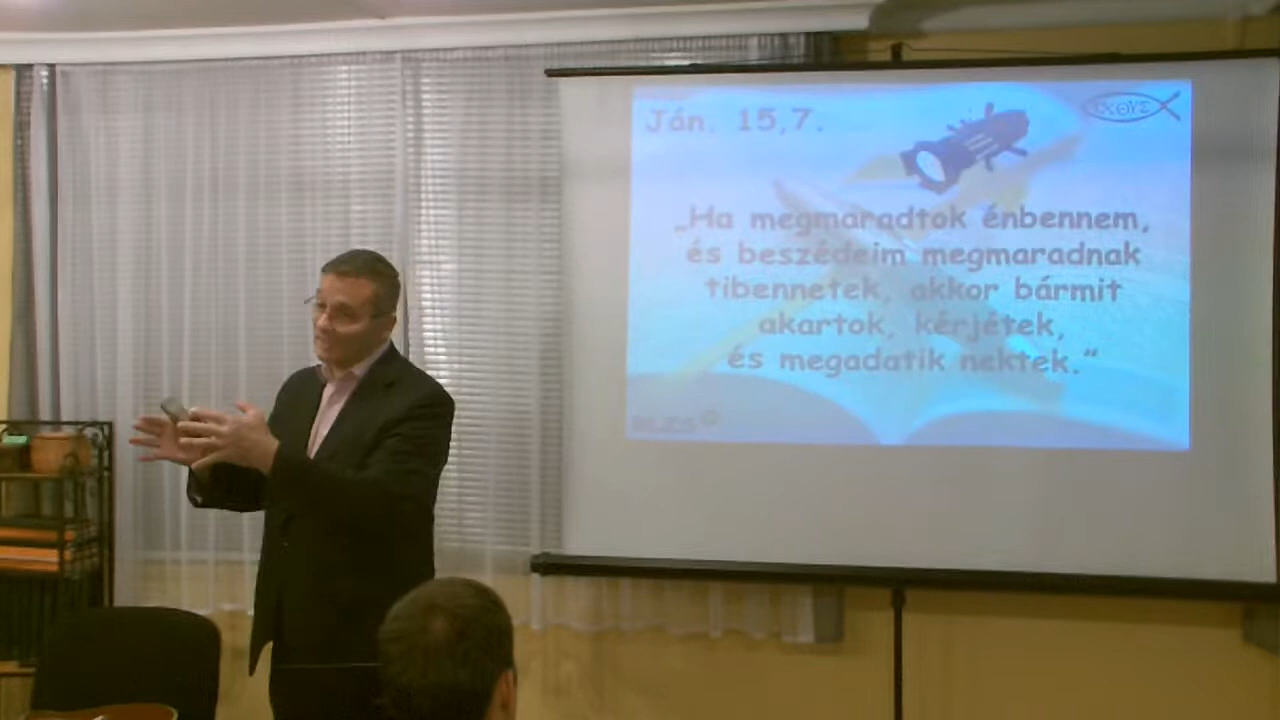 Ján. 15,7.
ΙΧΘΥΣ
„Ha megmaradtok énbennem,
és beszédeim megmaradnak
tibennetek, akkor bármit
akartok, kérjétek,
és megadatik nektek.”